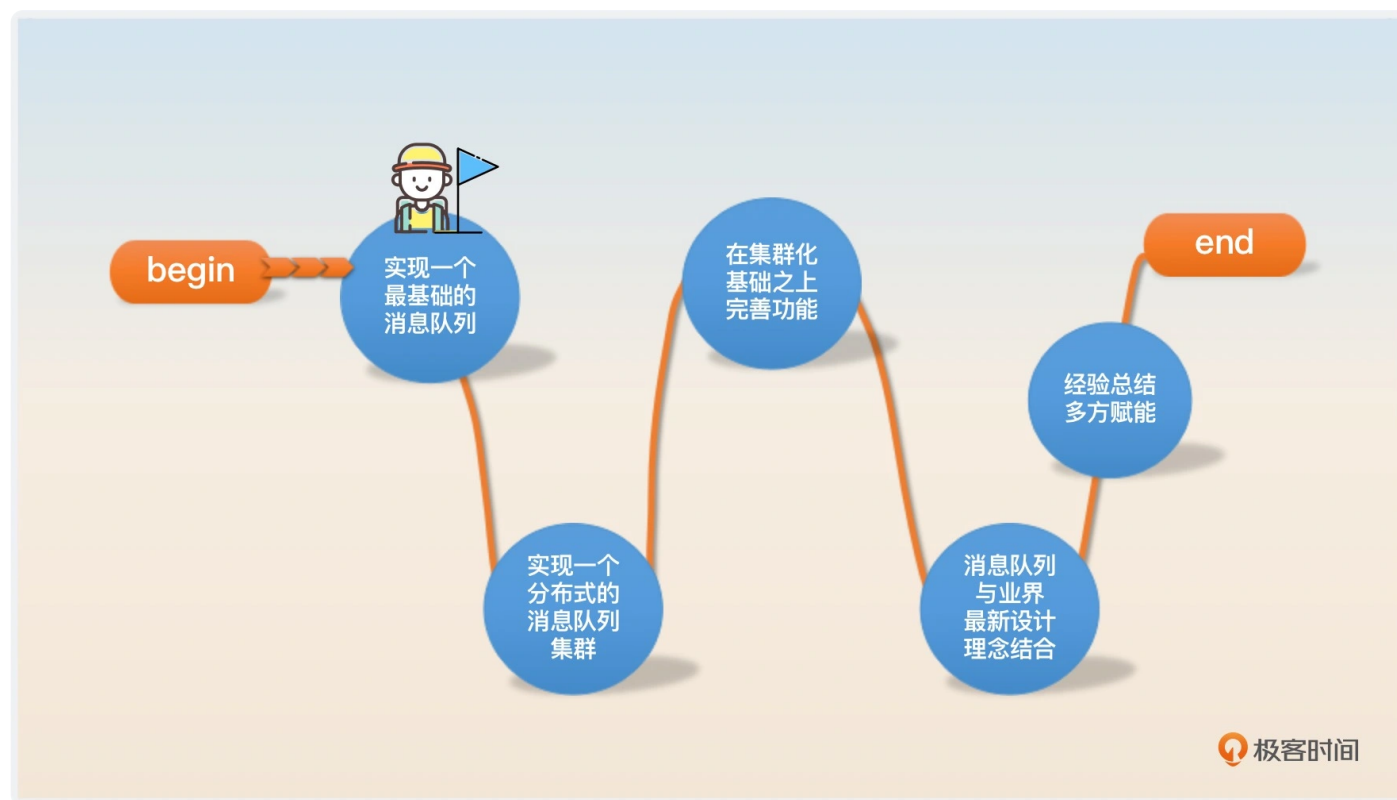 begin
实现一个
最基础的
消息队列
实现一个
分布式的
消息队列
集群
在集群化
基础之上
完善功能
消息队列
与业界
最新设计
理念结合
经验总结
多方赋能
end
极客时间